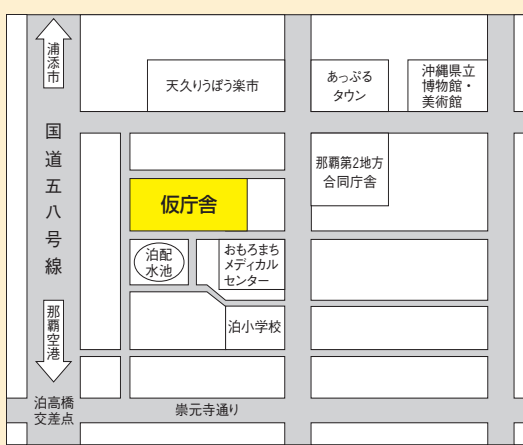 浦添市
天久りうぼう楽市
あっぷる
タウン
沖縄県立
博物館・
美術館
国道五八号線
那覇第2地方
合同庁舎
仮庁舎
泊配
水池
おもろまち
メディカル
センター
那覇空港
泊小学校
泊高橋
交差点
崇元寺通り